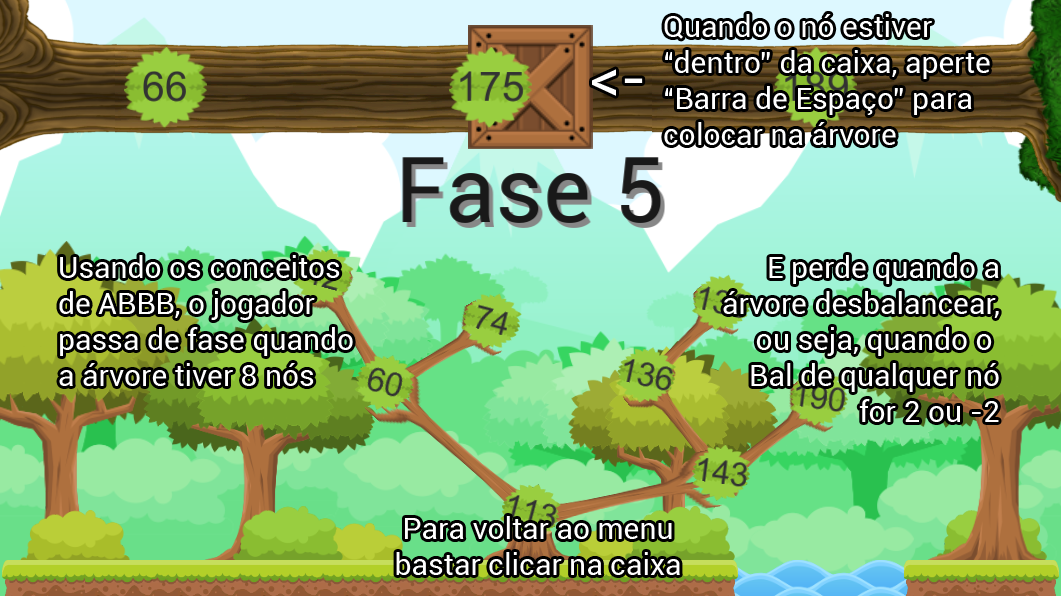 66
175
189
<-
Quando o nó estiver
“dentro” da caixa, aperte
“Barra de Espaço” para
colocar na árvore
Fase 5
Usando os conceitos
de ABBB, o jogador
passa de fase quando
a árvore tiver 8 nós
E perde quando a
árvore desbalancear,
ou seja, quando o
Bal de qualquer nó
for 2 ou -2
74
60
136
190
143
113
Para voltar ao menu
bastar clicar na caixa